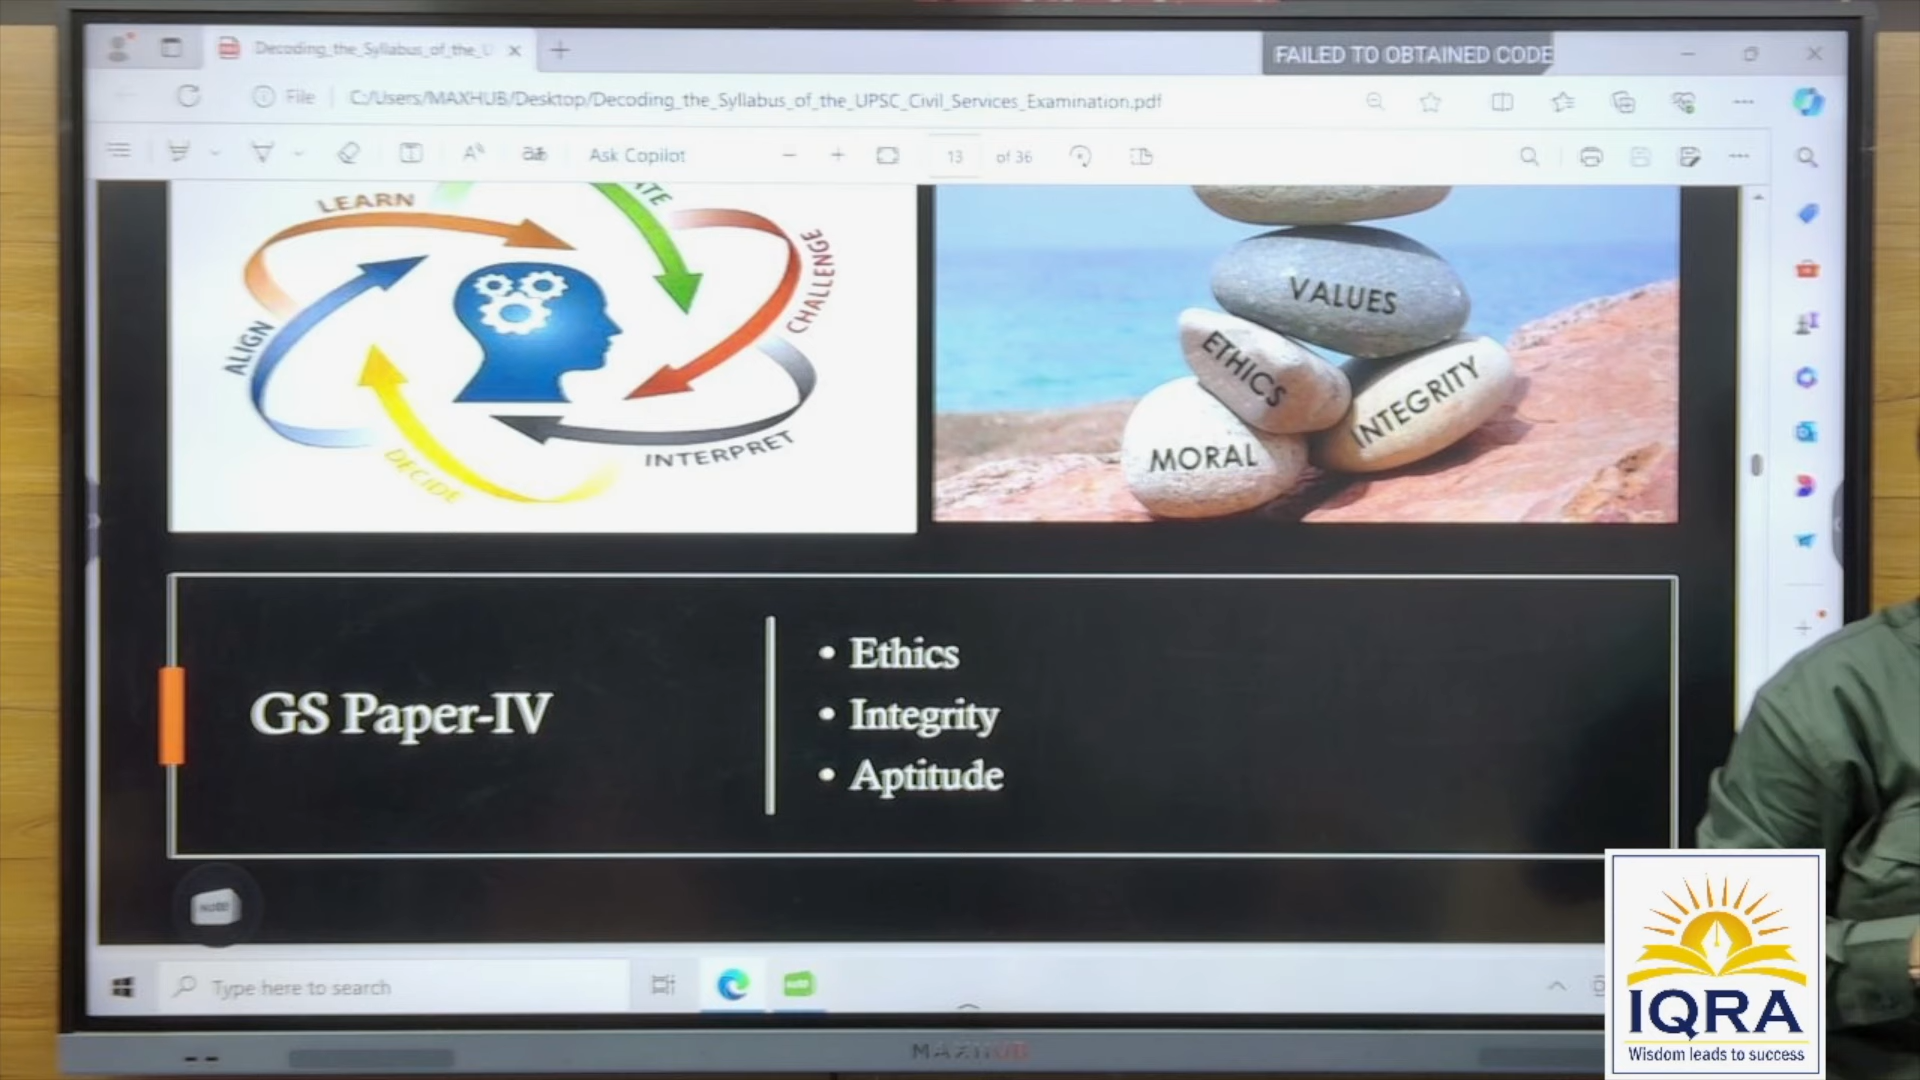 Decoding_the_Syllabus_of_the_U
FAILED TO OBTAINED CODE
File
C:/Users/MAXHUB/Desktop/Decoding_the_Syllabus_of_the_UPSC_Civil_Services_Examination.pdf
Ask Copilot
13 of 36
LEARN
CHALLENGE
ALIGN
INTERPRET
DECIDE
VALUES
ETHICS
INTEGRITY
MORAL
GS Paper-IV
• Ethics
• Integrity
• Aptitude
Type here to search
MAXHUB
IQRA
Wisdom leads to success